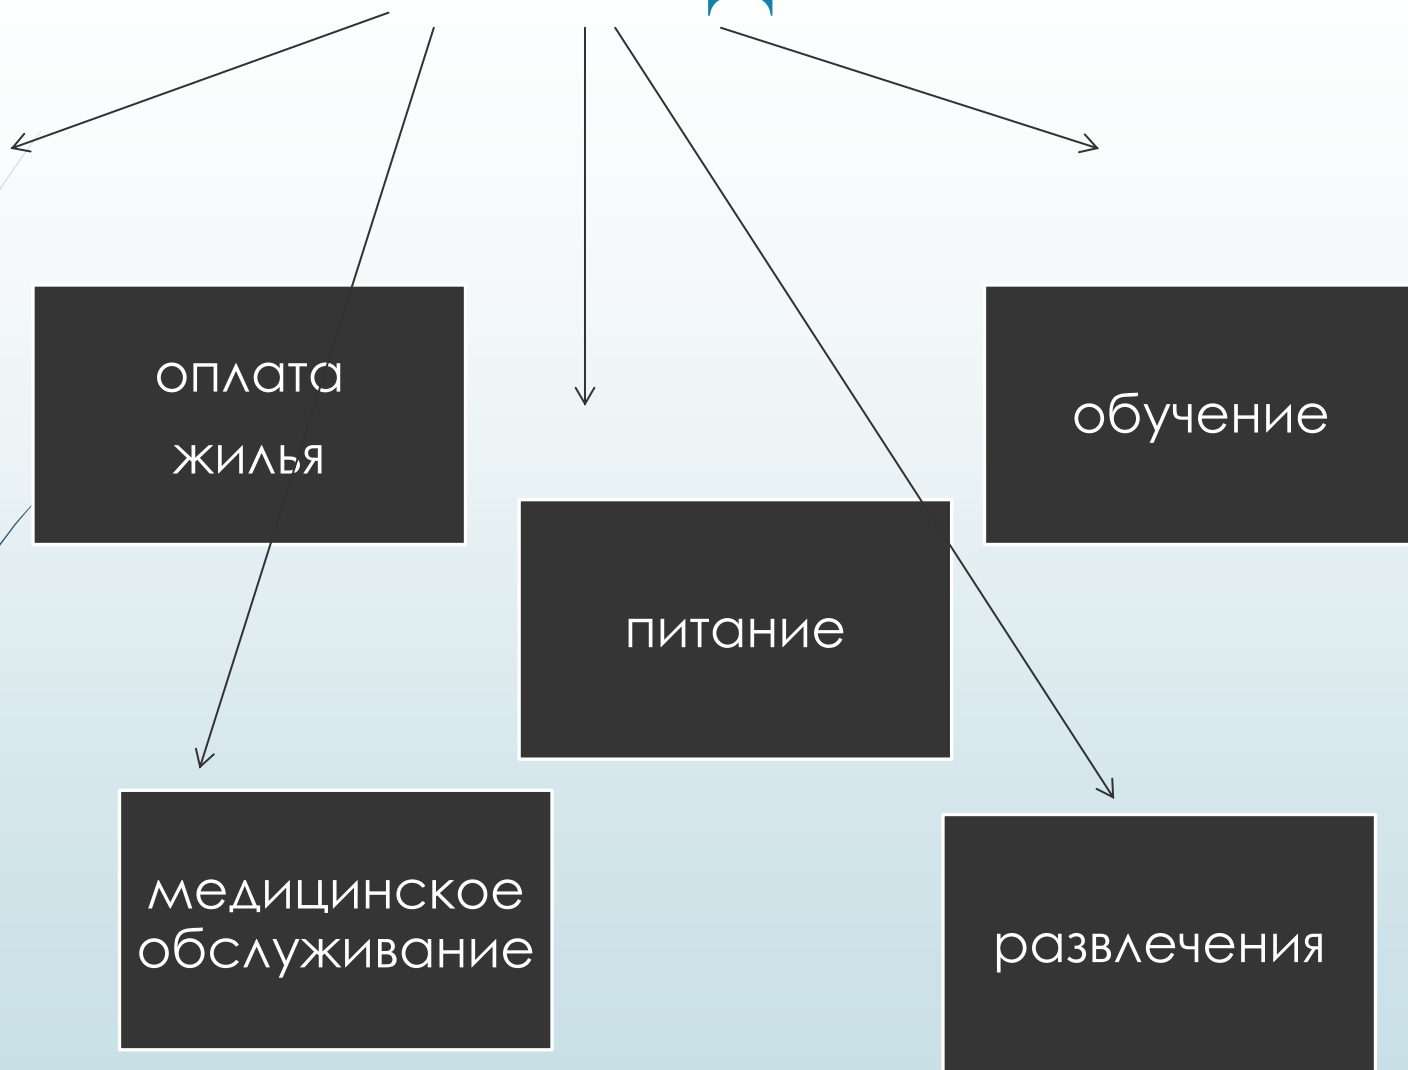 оплата
жилья
обучение
питание
медицинское
обслуживание
развлечения